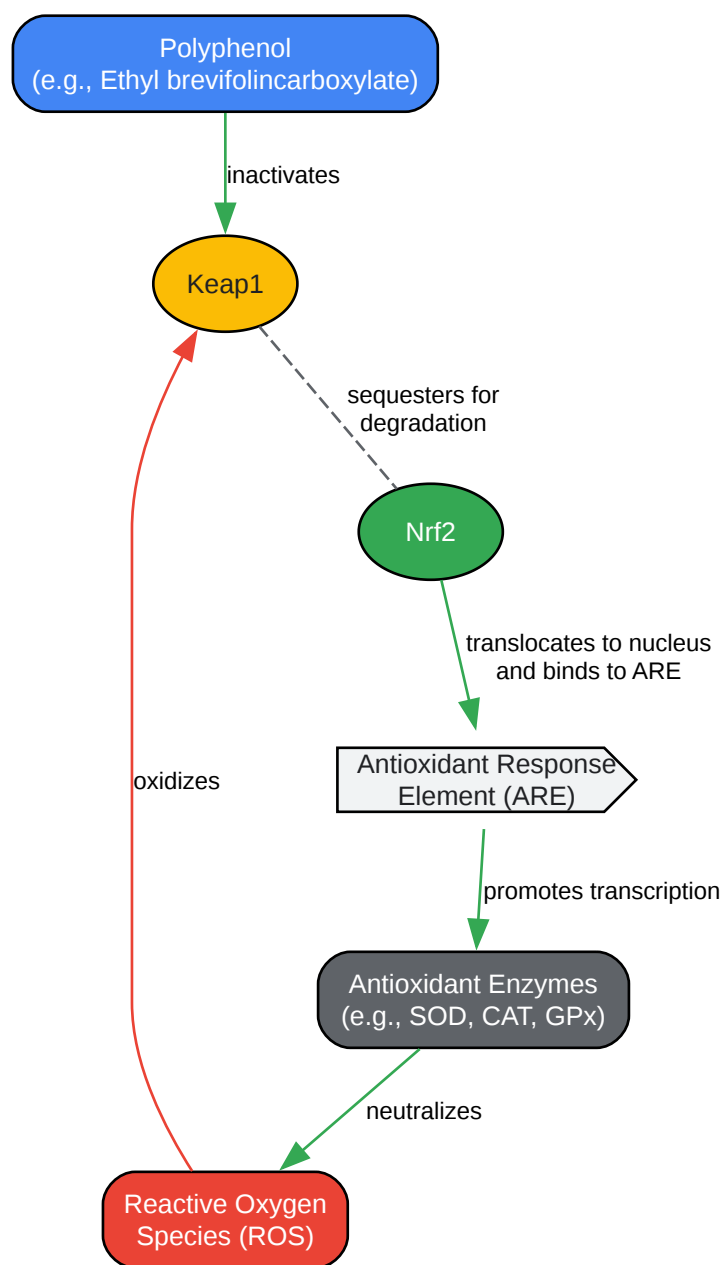 Polyphenol
(e.g., Ethyl brevifolincarboxylate)
inactivates
Keap1
sequesters for
degradation
Nrf2
translocates to nucleus
and binds to ARE
Antioxidant Response
Element (ARE)
oxidizes
promotes transcription
Antioxidant Enzymes
(e.g., SOD, CAT, GPx)
neutralizes
Reactive Oxygen
Species (ROS)